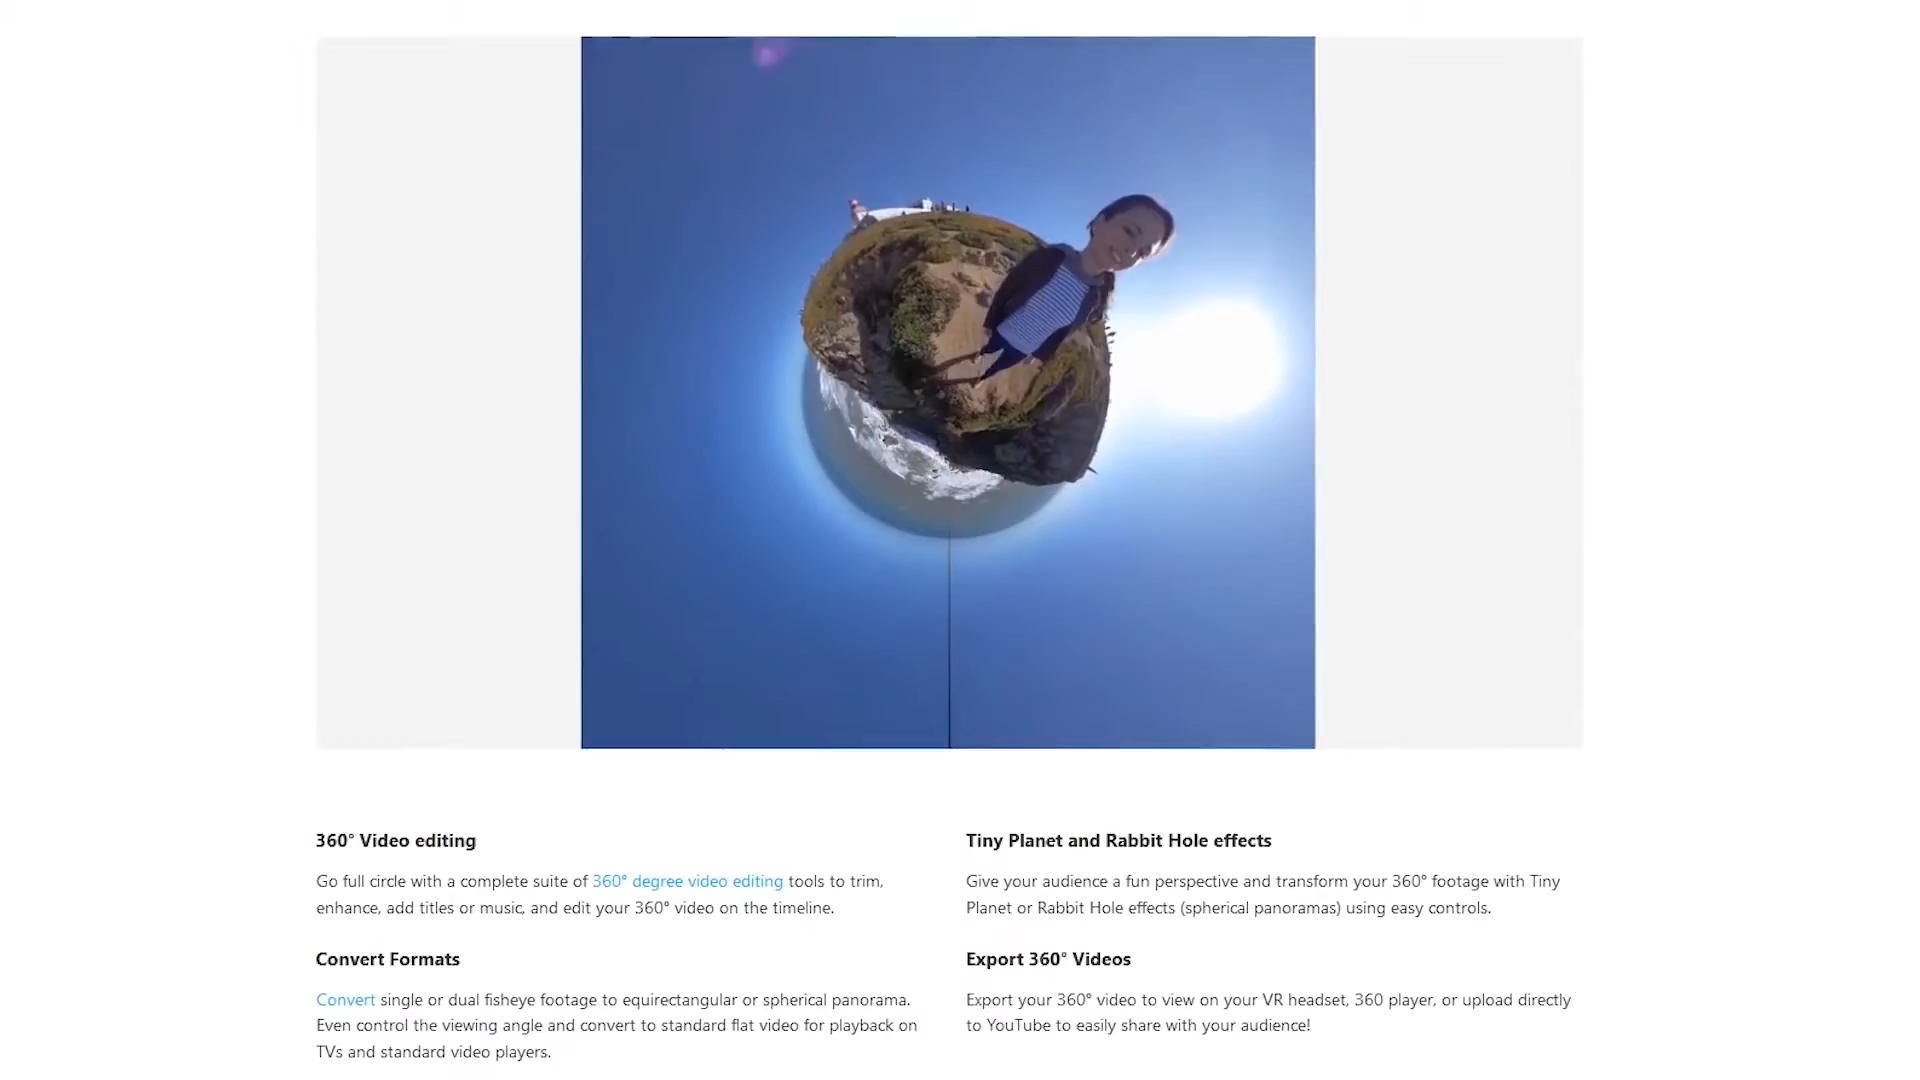 360° Video editing
Go full circle with a complete suite of 360° degree video editing tools to trim,
enhance, add titles or music, and edit your 360° video on the timeline.
Tiny Planet and Rabbit Hole effects
Give your audience a fun perspective and transform your 360° footage with Tiny
Planet or Rabbit Hole effects (spherical panoramas) using easy controls.
Convert Formats
Convert single or dual fisheye footage to equirectangular or spherical panorama.
Even control the viewing angle and convert to standard flat video for playback on
TVs and standard video players.
Export 360° Videos
Export your 360° video to view on your VR headset, 360 player, or upload directly
to YouTube to easily share with your audience!